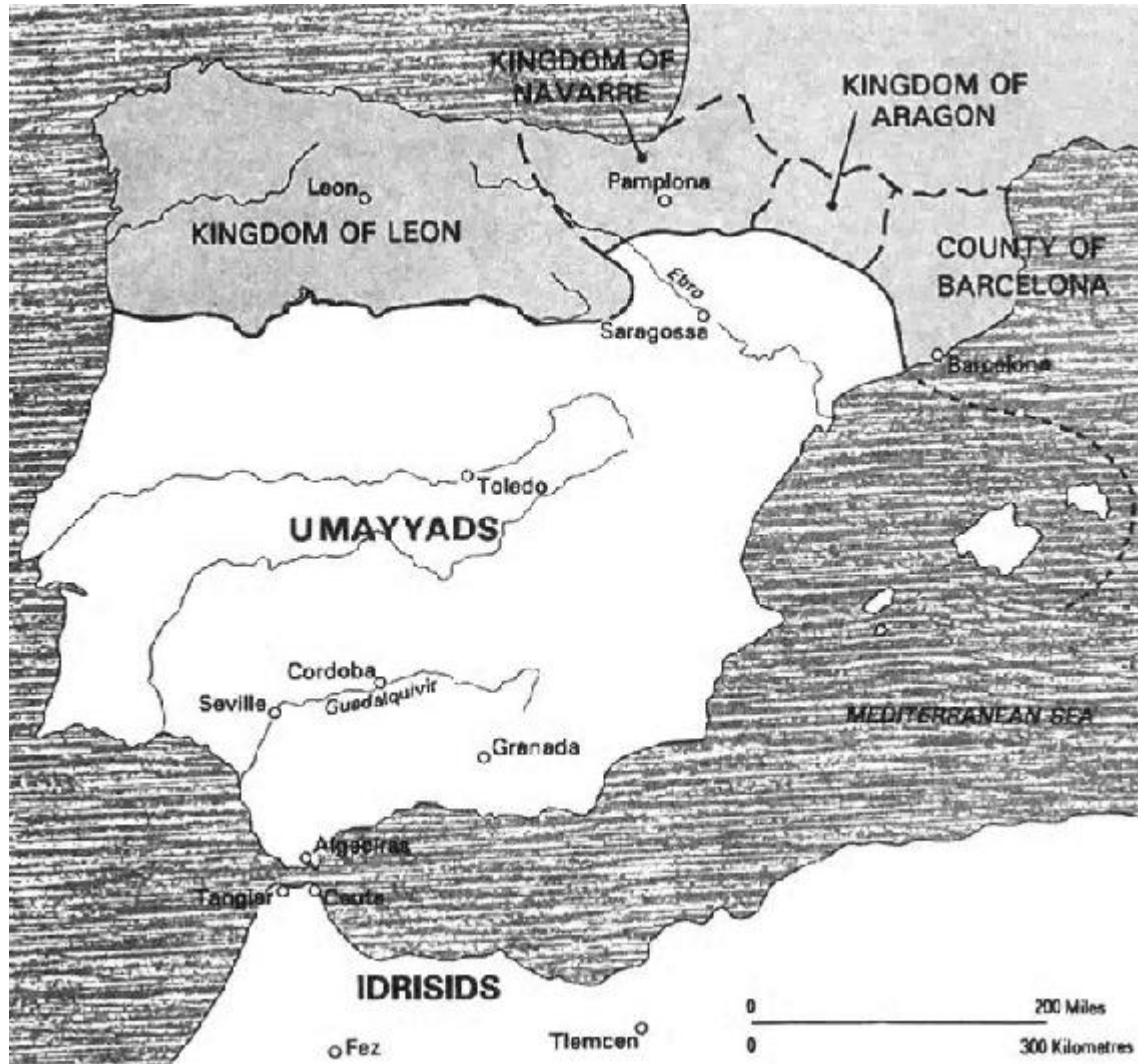 KINGDOM OF
NAVARRE
KINGDOM OF
ARAGON
Leon
Pamplona
KINGDOM OF LEON
COUNTY OF
BARCELONA
Ebro
Saragossa
Barcelona
Toledo
UMAYYADS
Cordoba
Seville
Guadalquivir
MEDITERRANEAN SEA
Granada
Algeciras
Tangier
Ceuta
IDRISIDS
0 200 Miles
0 300 Kilometres
Fez
Tlemcen